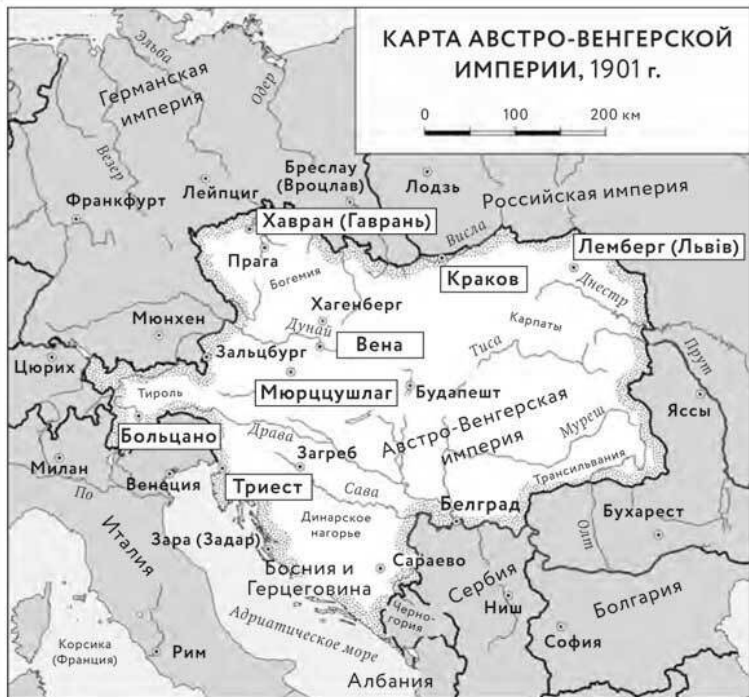 КАРТА АВСТРО-ВЕНГЕРСКОЙ
ИМПЕРИИ, 1901 г.
0 100 200 км
Эльба
Германская
империя
Одер
Везер
Бреслау
(Вроцлав)
Лодзь
Российская империя
Франкфурт
Лейпциг
Хавран (Гаврань)
Висла
Лемберг (Львів)
Прага
Краков
Богемия
Днестр
Хагенберг
Мюнхен
Дунай
Карпаты
Вена
Зальцбург
Тиса
Прут
Цюрих
Мюрццушлаг
Будапешт
Тироль
Яссы
Австро-Венгерская
империя
Больцано
Драва
Муреш
Загреб
Милан
Трансильвания
Венеция
Триест
По
Сава
Белград
Динарское
нагорье
Бухарест
Олт
Зара (Задар)
Италия
Сараево
Босния и
Герцеговина
Сербия
Болгария
Ниш
Черно-
гория
Адриатическое море
София
Корсика
(Франция)
Рим
Албания